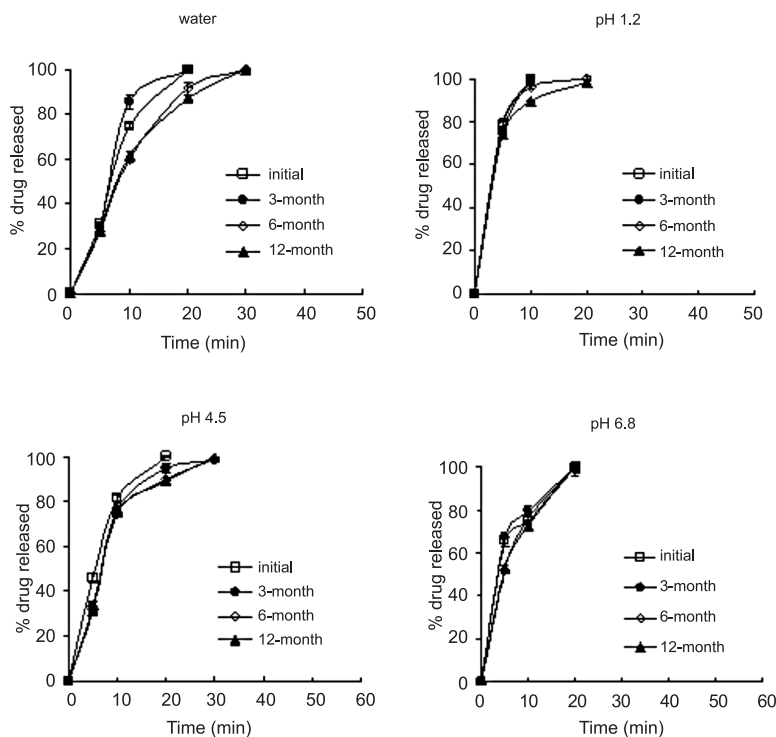 water
100
80
60
40
20
0
% drug released
initial
3-month
6-month
12-month
0 10 20 30 40 50
Time (min)
pH 1.2
100
80
60
40
20
0
% drug released
initial
3-month
6-month
12-month
0 10 20 30 40 50
Time (min)
pH 4.5
100
80
60
40
20
0
% drug released
initial
3-month
6-month
12-month
0 10 20 30 40 50 60
Time (min)
pH 6.8
100
80
60
40
20
0
% drug released
initial
3-month
6-month
12-month
0 10 20 30 40 50 60
Time (min)